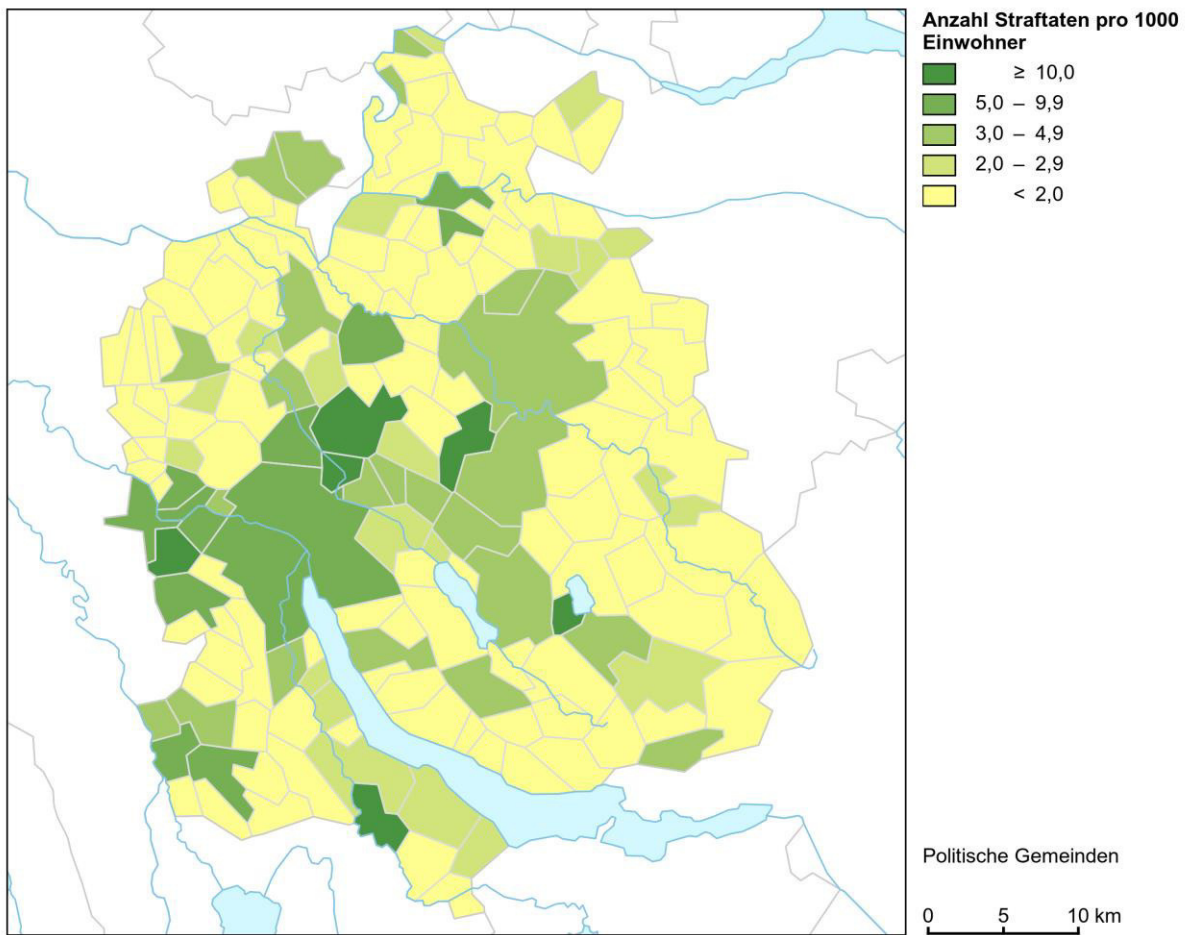 Anzahl Straftaten pro 1000
Einwohner
≥ 10,0
5,0 – 9,9
3,0 – 4,9
2,0 – 2,9
< 2,0
Politische Gemeinden
0 5 10 km